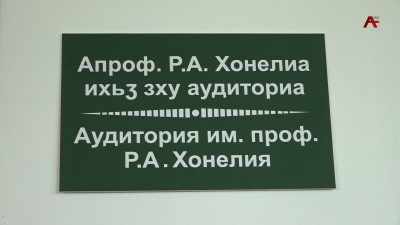 Апроф. Р.А. Хонелиа
ихьӡ зху аудиториа
Аудитория им. проф.
Р.А. Хонелия